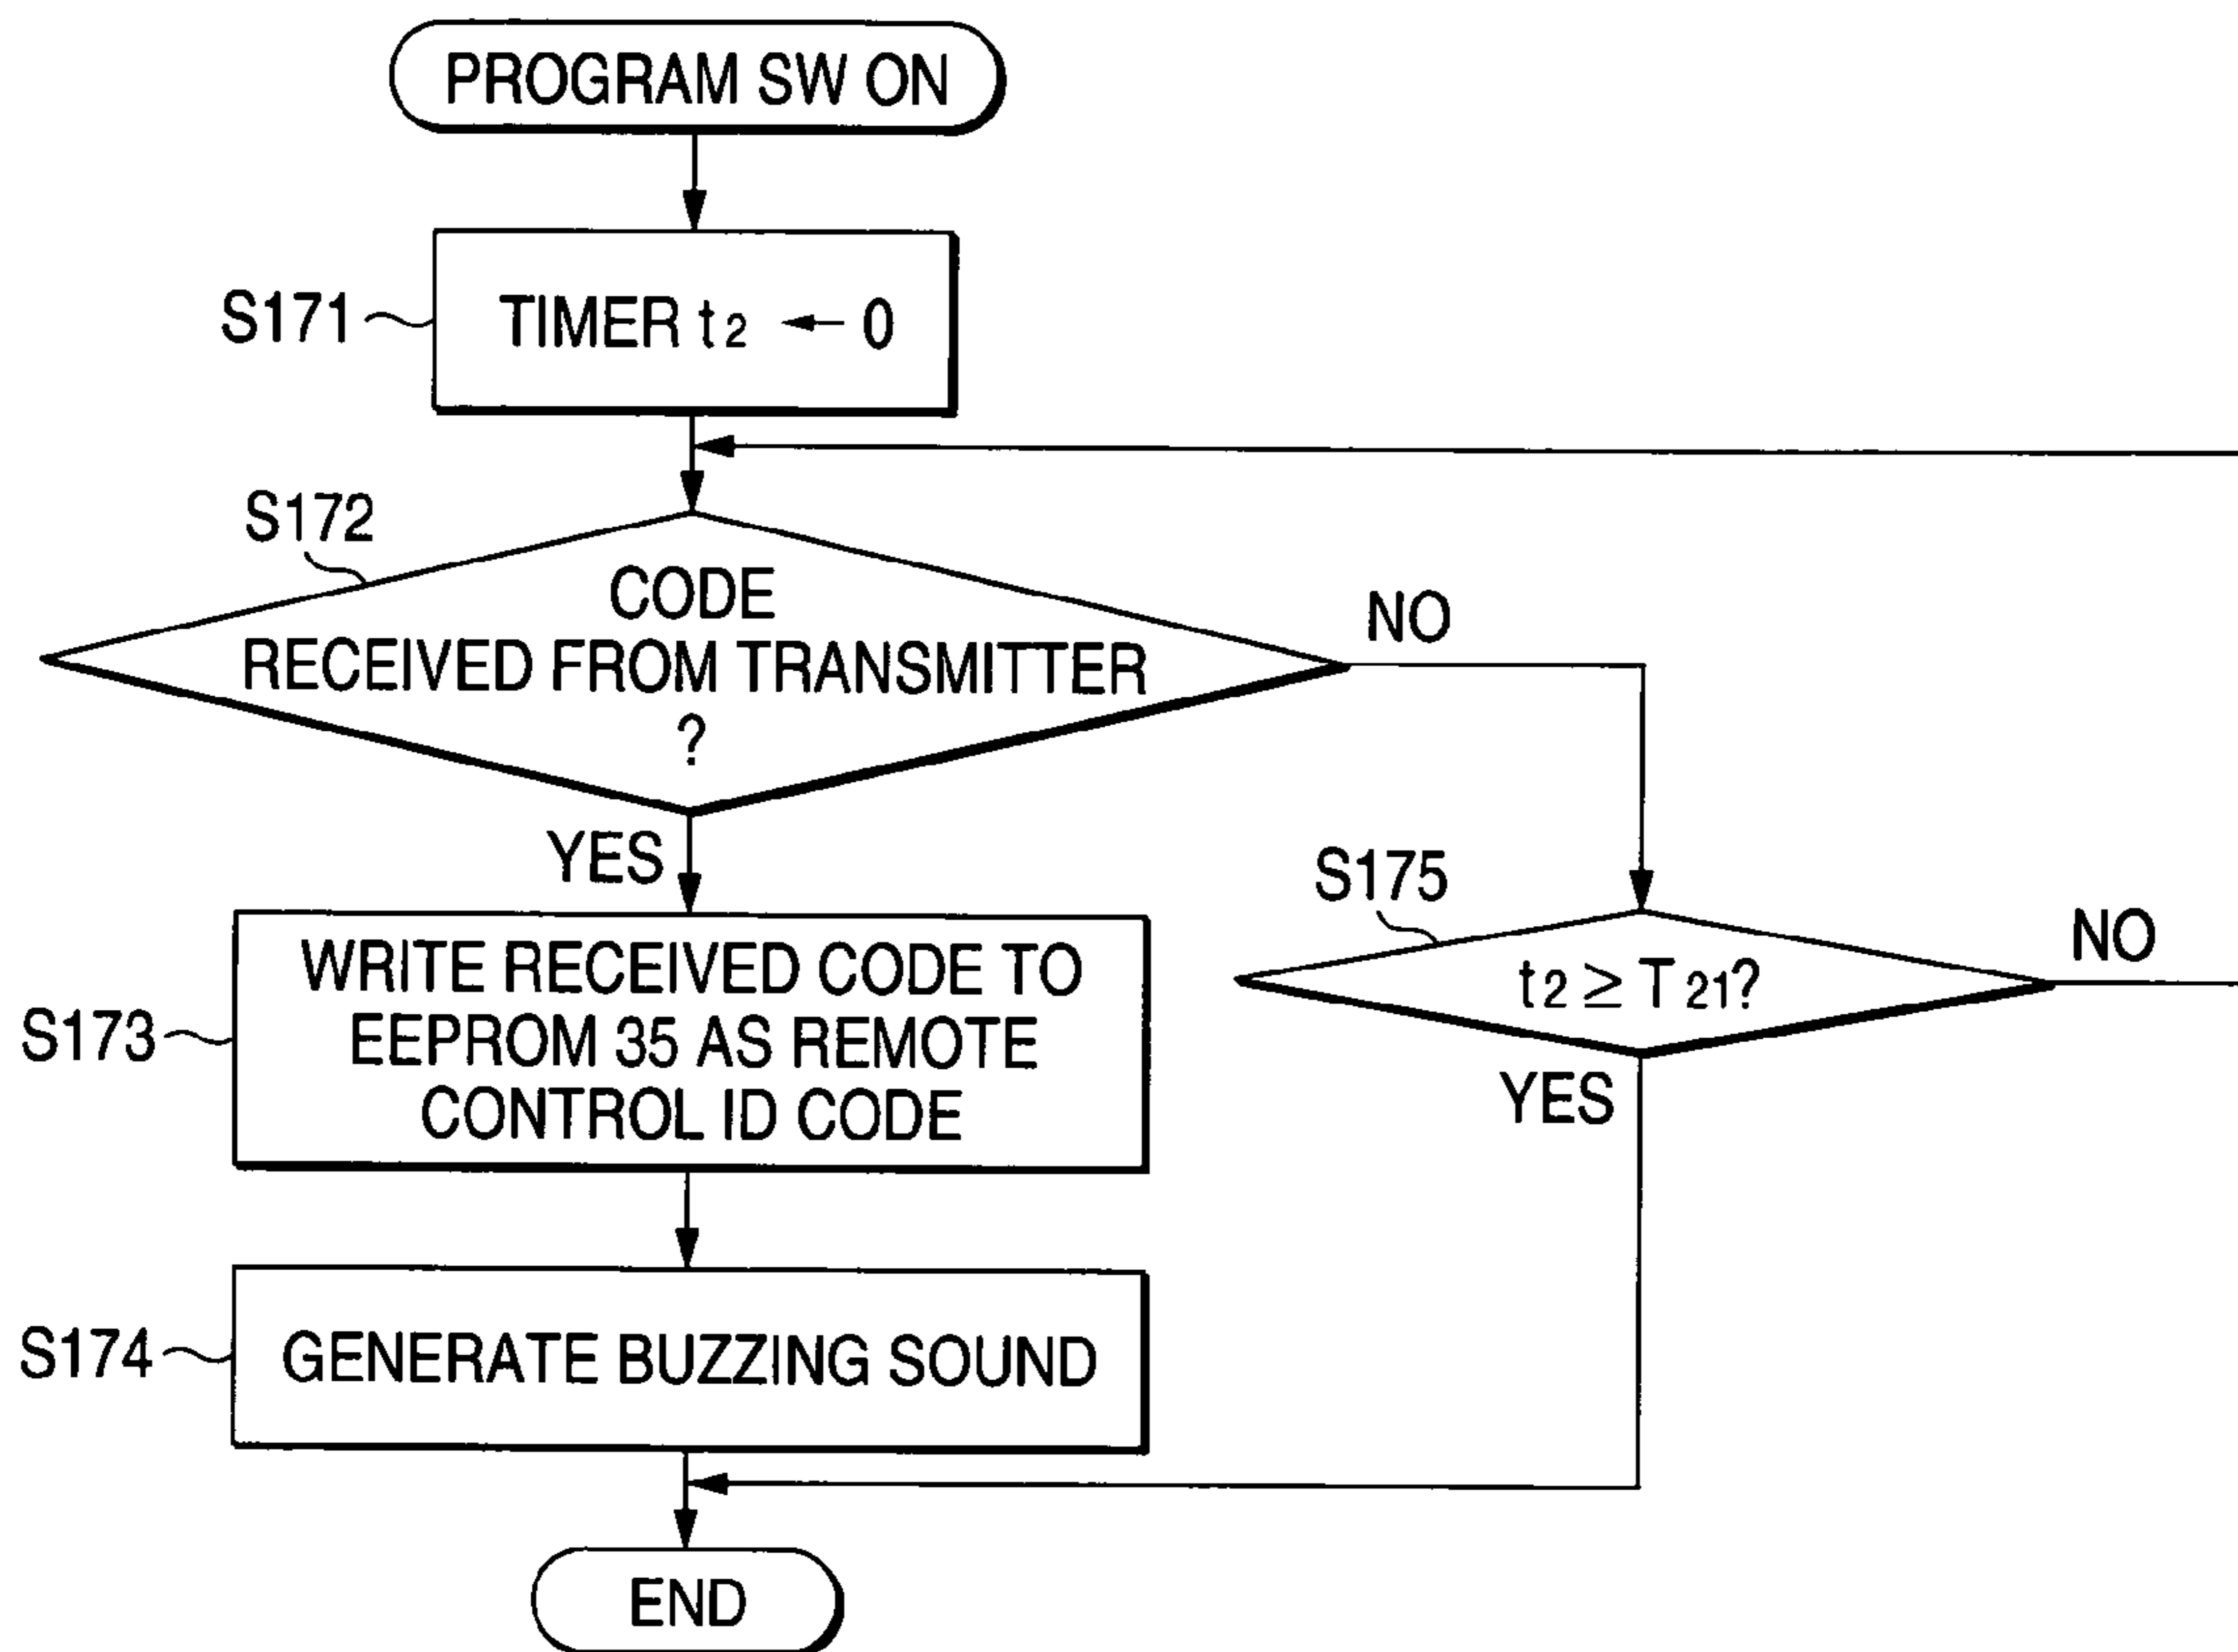 PROGRAM SW ON
S171
TIMER t2 ← 0
S172
CODE
RECEIVED FROM TRANSMITTER
?
NO
YES
S173
WRITE RECEIVED CODE TO
EEPROM 35 AS REMOTE
CONTROL ID CODE
S175
t2 ≥ T21?
NO
YES
S174
GENERATE BUZZING SOUND
END